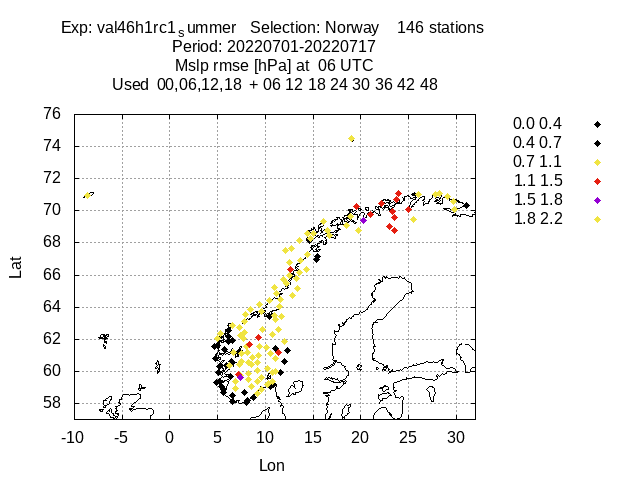 Exp: val46h1rc1summer Selection: Norway 146 stations
Period: 20220701-20220717
Mslp rmse [hPa] at 06 UTC
Used 00,06,12,18 + 06 12 18 24 30 36 42 48
76
74
72
70
68
66
64
62
60
58
Lat
-10 -5 0 5 10 15 20 25 30
Lon
0.0 0.4
0.4 0.7
0.7 1.1
1.1 1.5
1.5 1.8
1.8 2.2